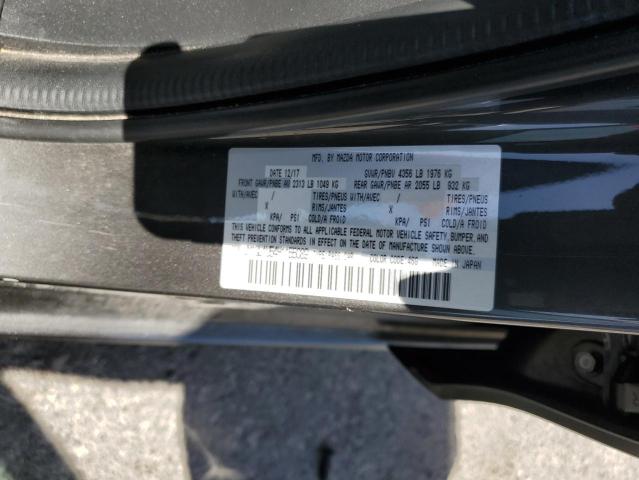 MFD. BY MAZDA MOTOR CORPORATION
DATE 12/17 GVWR/PNBV 4356 LB 1976 KG
FRONT GAWR/PNBE AV 2313 LB 1049 KG REAR GAWR/PNBE AR 2055 LB 932 KG
WITH/AVEC / TIRES/PNEUS WITH/AVEC / TIRES/PNEUS
X RIMS/JANTES X RIMS/JANTES
KPA/ PSI COLD/A FROID KPA/ PSI COLD/A FROID
THIS VEHICLE CONFORMS TO ALL APPLICABLE FEDERAL MOTOR VEHICLE SAFETY, BUMPER, AND
THEFT PREVENTION STANDARDS IN EFFECT ON THE DATE OF MANUFACTURE SHOWN ABOVE.
COLOR CODE: MADE IN JAPAN